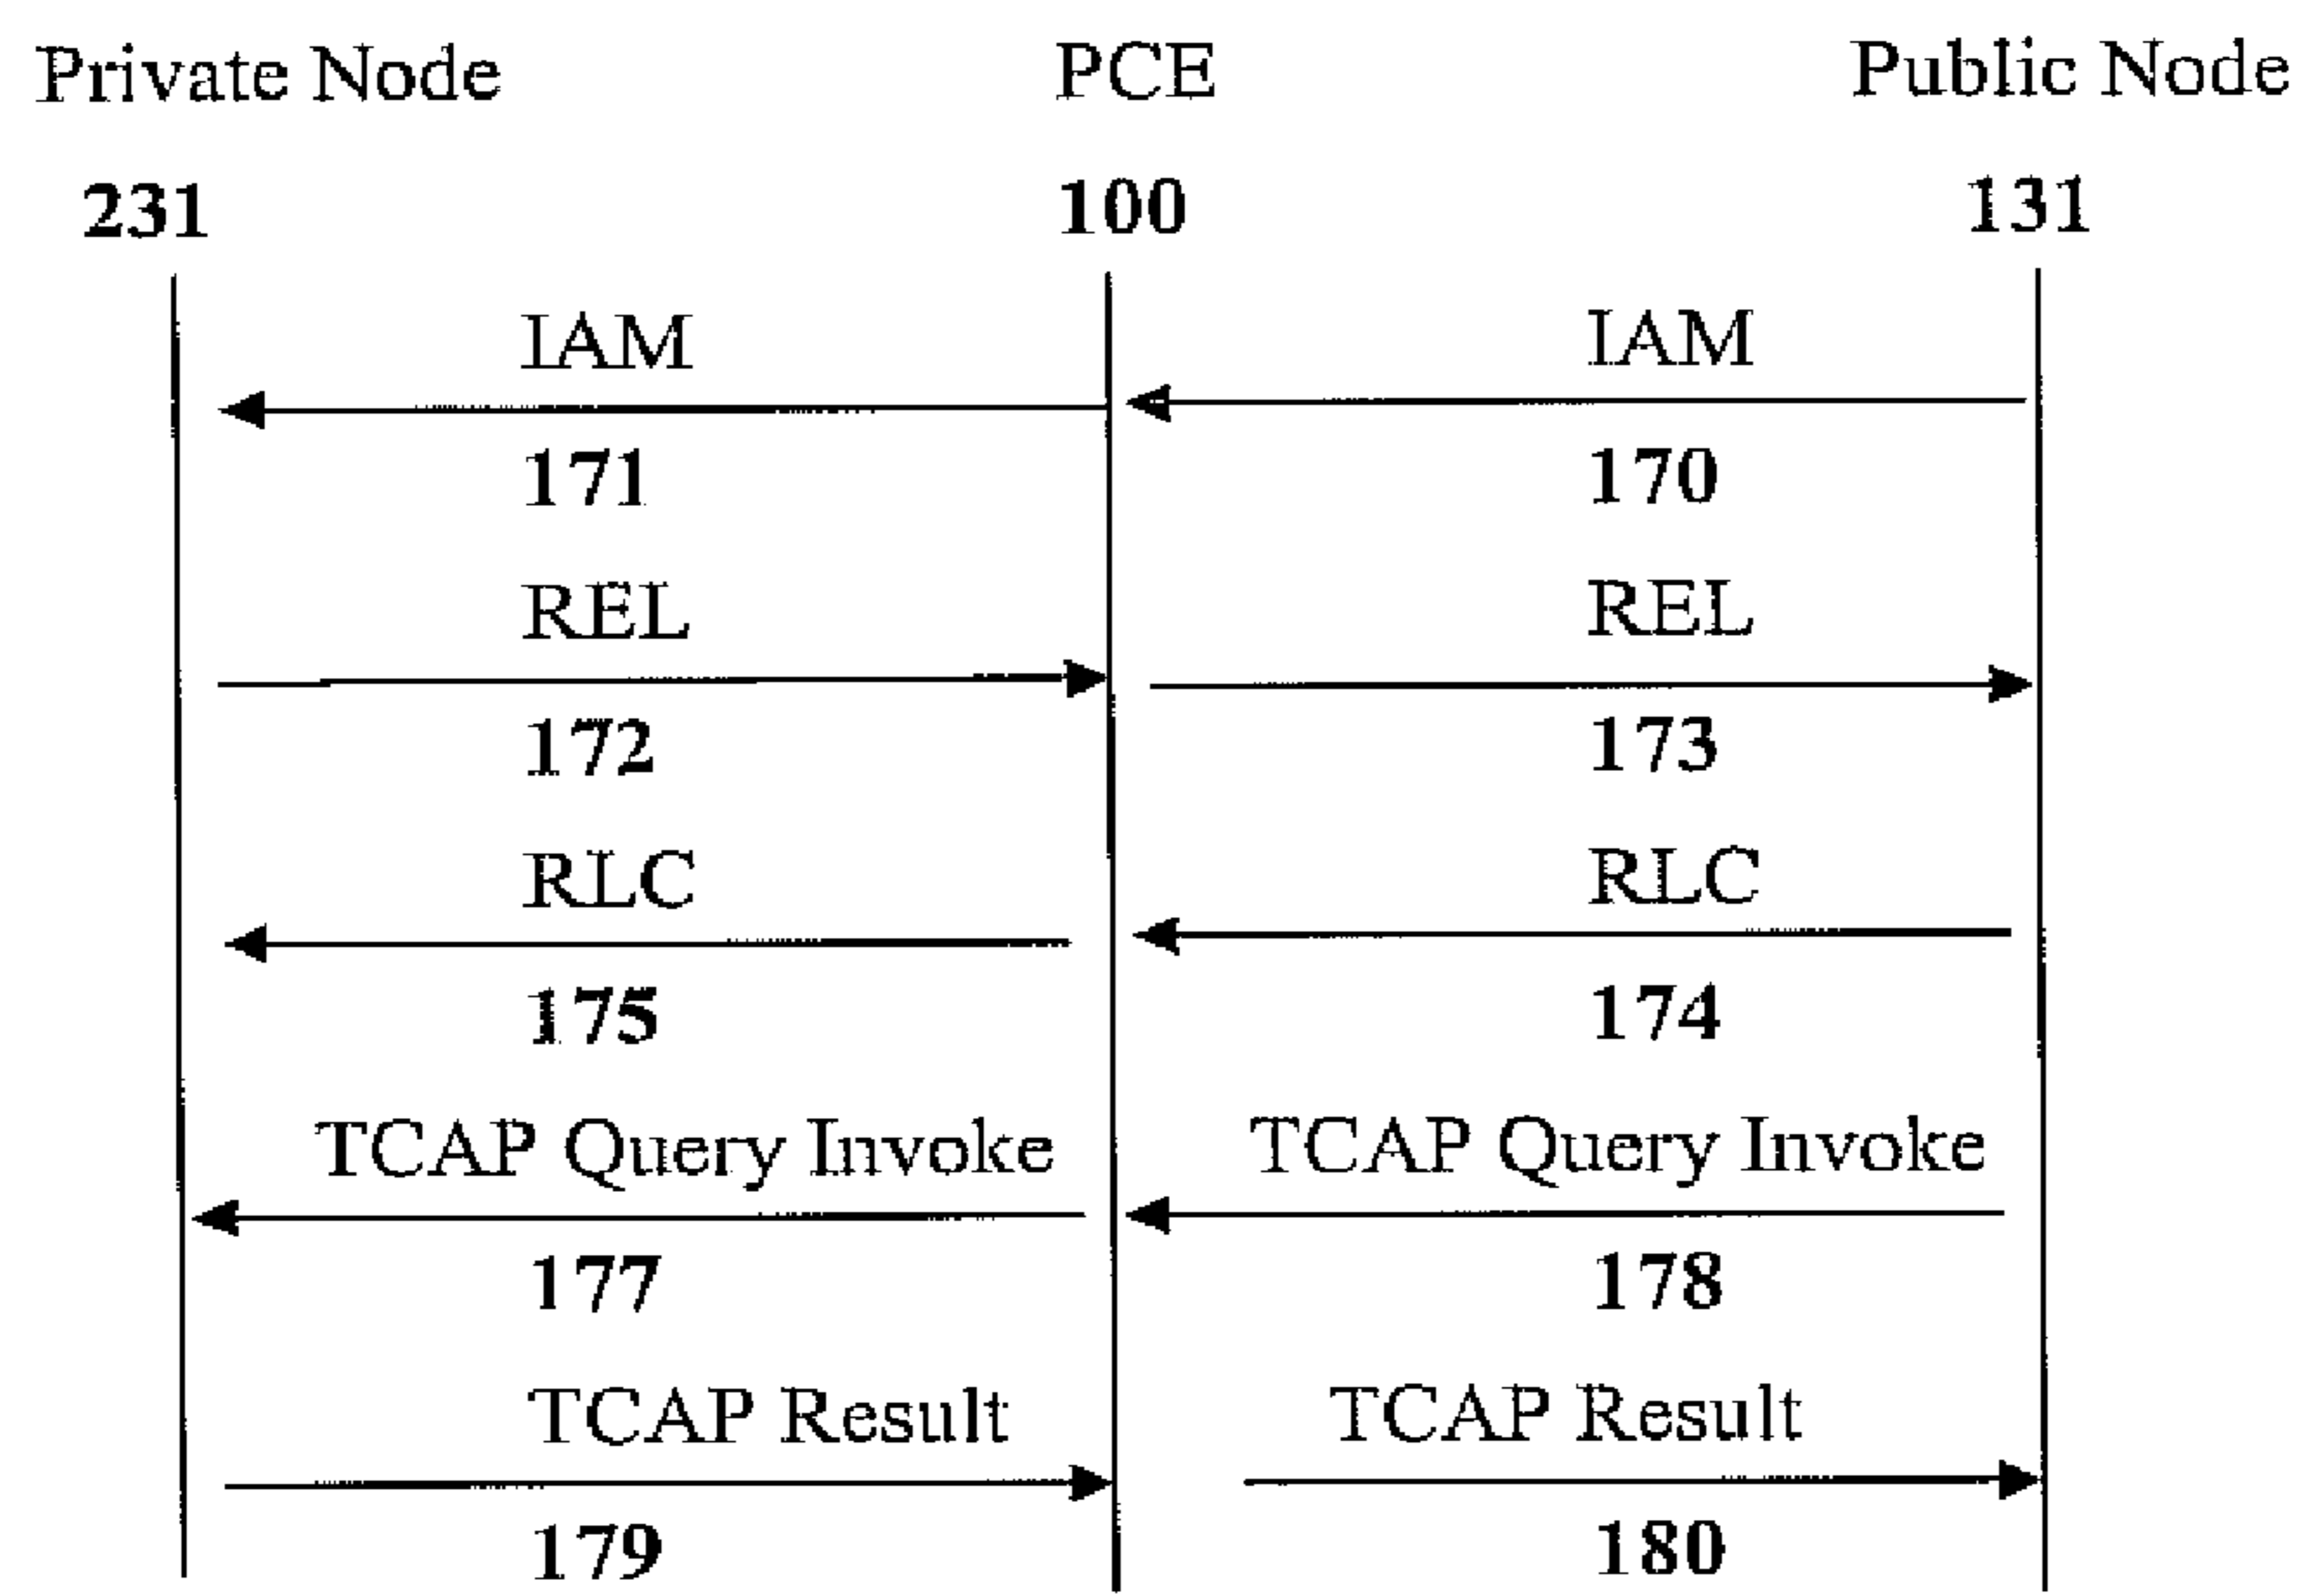 Private Node PCE Public Node
231 100 131
IAM IAM
171 170
REL REL
172 173
RLC RLC
175 174
TCAP Query Invoke TCAP Query Invoke
177 178
TCAP Result TCAP Result
179 180